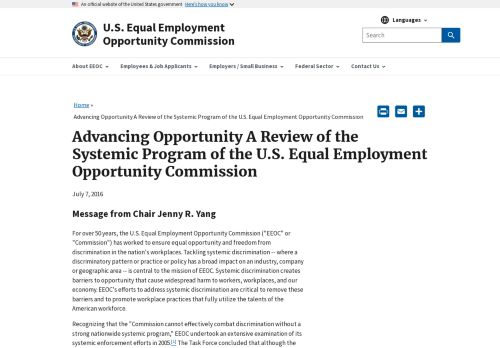 An official website of the United States government Here's how you know
U.S. Equal Employment
Opportunity Commission
Languages
Search
About EEOC
Employees & Job Applicants
Employers / Small Business
Federal Sector
Contact Us
Home »
Advancing Opportunity A Review of the Systemic Program of the U.S. Equal Employment Opportunity Commission
Advancing Opportunity A Review of the
Systemic Program of the U.S. Equal Employment
Opportunity Commission
July 7, 2016
Message from Chair Jenny R. Yang
For over 50 years, the U.S. Equal Employment Opportunity Commission ("EEOC" or
"Commission") has worked to ensure equal opportunity and freedom from
discrimination in the nation's workplaces. Tackling systemic discrimination -- where a
discriminatory pattern or practice or policy has a broad impact on an industry, company
or geographic area -- is central to the mission of EEOC. Systemic discrimination creates
barriers to opportunity that cause widespread harm to workers, workplaces, and our
economy. EEOC's efforts to address systemic discrimination are critical to remove these
barriers and to promote workplace practices that fully utilize the talents of the
American workforce.
Recognizing that the "Commission cannot effectively combat discrimination without a
strong nationwide systemic program," EEOC undertook an extensive examination of its
systemic enforcement efforts in 2005. The Task Force concluded that although the